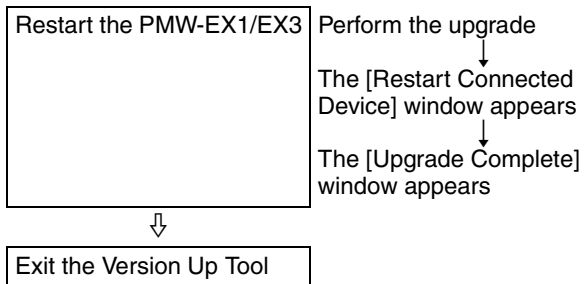 Restart the PMW-EX1/EX3
Perform the upgrade
The [Restart Connected
Device] window appears
The [Upgrade Complete]
window appears
Exit the Version Up Tool